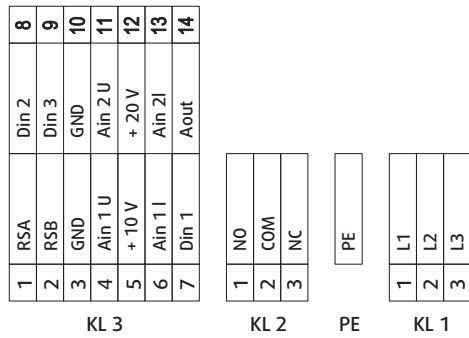 8 9 10 11 12 13 14
Din 2 Din 3 GND Ain 2 U + 20 V Ain 2I Aout
RSA RSB GND Ain 1 U + 10 V Ain 1 I Din 1
1 2 3 4 5 6 7
KL 3
NO COM NC
1 2 3
KL 2
PE
PE
L1 L2 L3
1 2 3
KL 1